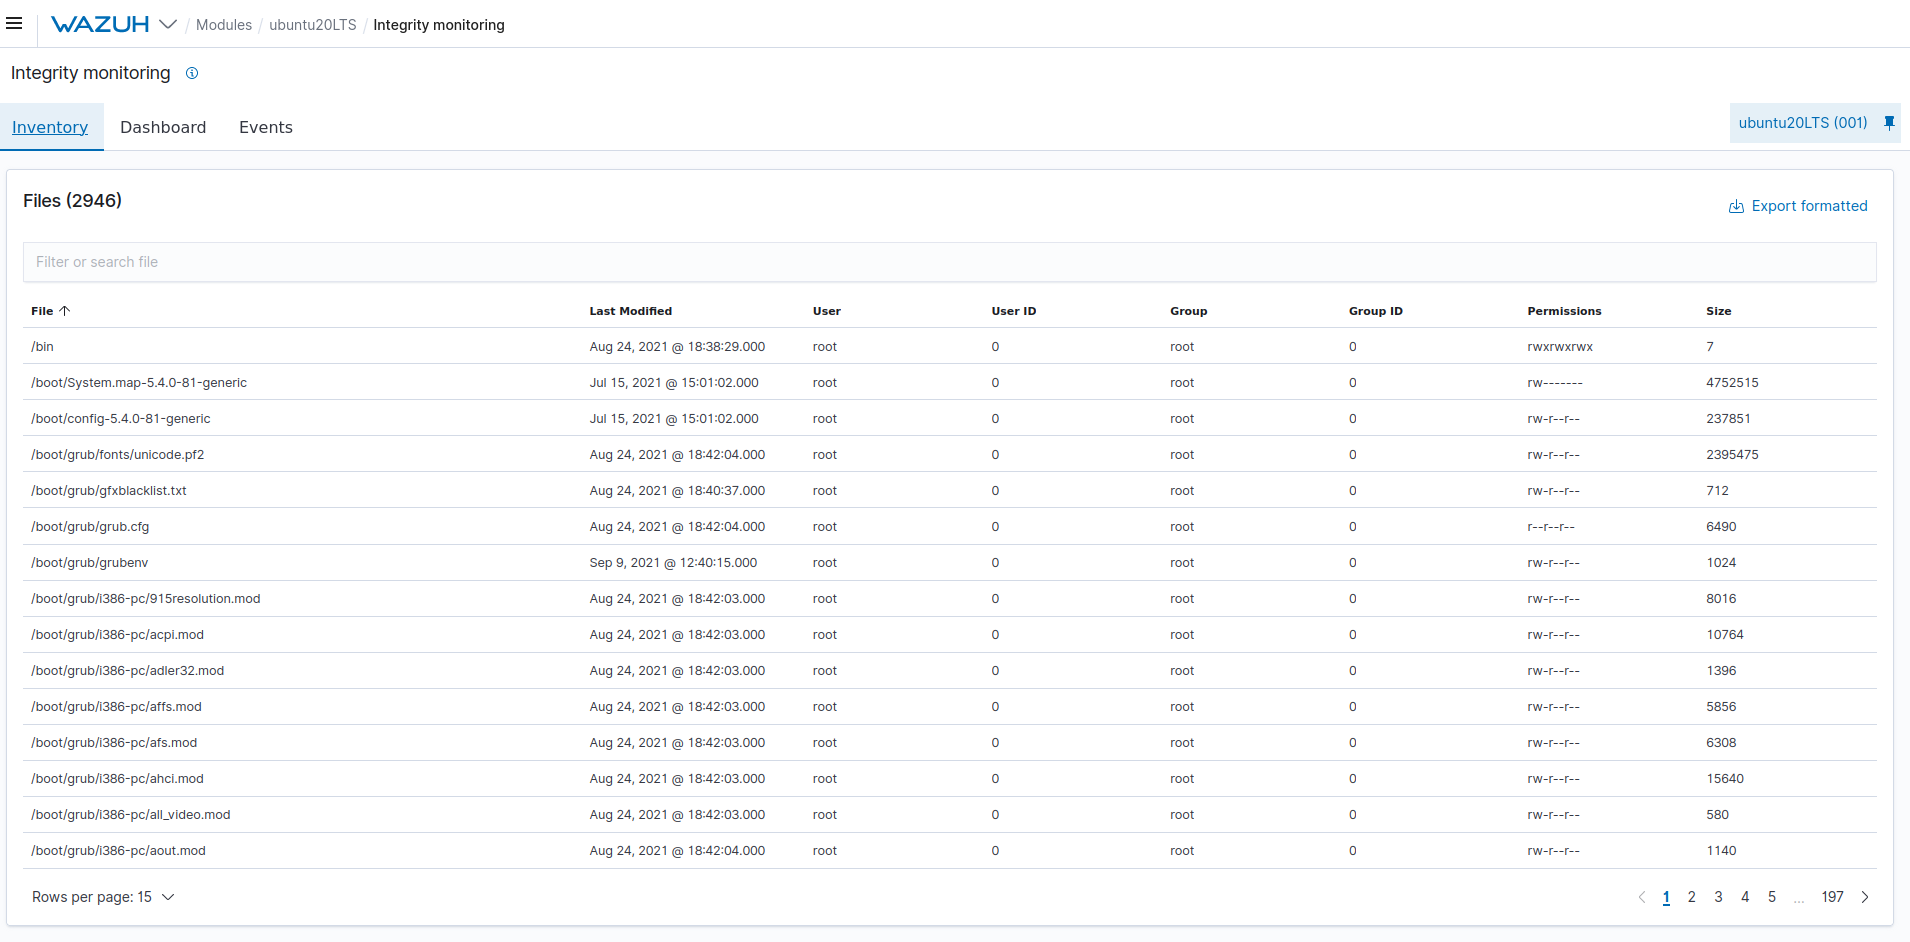 WAZUH / Modules / ubuntu20LTS / Integrity monitoring
Integrity monitoring
Inventory Dashboard Events ubuntu20LTS (001)
Files (2946)
Export formatted
Filter or search file
File Last Modified User User ID Group Group ID Permissions Size
/bin Aug 24, 2021 @ 18:38:29.000 root 0 root 0 rwxrwxrwx 7
/boot/System.map-5.4.0-81-generic Jul 15, 2021 @ 15:01:02.000 root 0 root 0 rw------- 4752515
/boot/config-5.4.0-81-generic Jul 15, 2021 @ 15:01:02.000 root 0 root 0 rw-r--r-- 237851
/boot/grub/fonts/unicode.pf2 Aug 24, 2021 @ 18:42:04.000 root 0 root 0 rw-r--r-- 2395475
/boot/grub/gfxblacklist.txt Aug 24, 2021 @ 18:40:37.000 root 0 root 0 rw-r--r-- 712
/boot/grub/grub.cfg Aug 24, 2021 @ 18:42:04.000 root 0 root 0 r--r--r-- 6490
/boot/grub/grubenv Sep 9, 2021 @ 12:40:15.000 root 0 root 0 rw-r--r-- 1024
/boot/grub/i386-pc/915resolution.mod Aug 24, 2021 @ 18:42:03.000 root 0 root 0 rw-r--r-- 8016
/boot/grub/i386-pc/acpi.mod Aug 24, 2021 @ 18:42:03.000 root 0 root 0 rw-r--r-- 10764
/boot/grub/i386-pc/adler32.mod Aug 24, 2021 @ 18:42:03.000 root 0 root 0 rw-r--r-- 1396
/boot/grub/i386-pc/affs.mod Aug 24, 2021 @ 18:42:03.000 root 0 root 0 rw-r--r-- 5856
/boot/grub/i386-pc/afs.mod Aug 24, 2021 @ 18:42:03.000 root 0 root 0 rw-r--r-- 6308
/boot/grub/i386-pc/ahci.mod Aug 24, 2021 @ 18:42:03.000 root 0 root 0 rw-r--r-- 15640
/boot/grub/i386-pc/all_video.mod Aug 24, 2021 @ 18:42:03.000 root 0 root 0 rw-r--r-- 580
/boot/grub/i386-pc/aout.mod Aug 24, 2021 @ 18:42:04.000 root 0 root 0 rw-r--r-- 1140
Rows per page: 15 1 2 3 4 5 ... 197